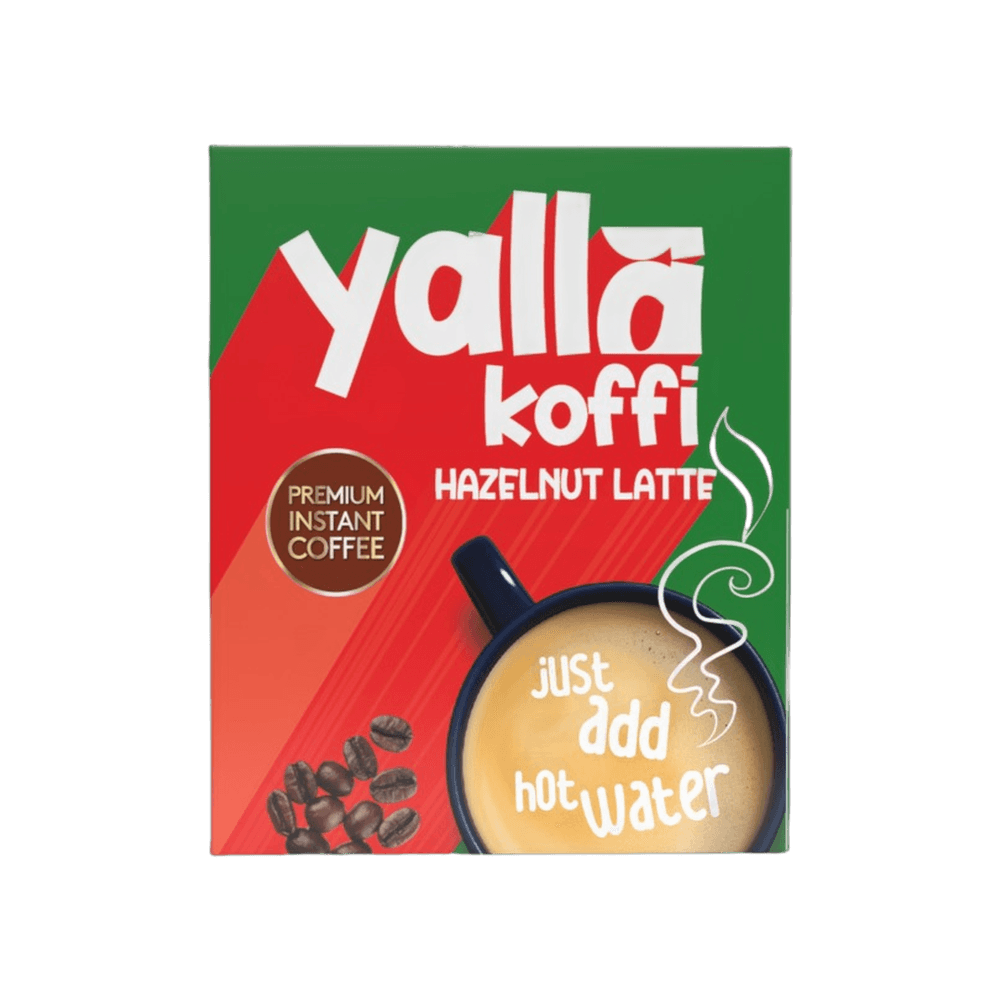 yallā
koffi
HAZELNUT LATTE
PREMIUM
INSTANT
COFFEE
just
add
hot water